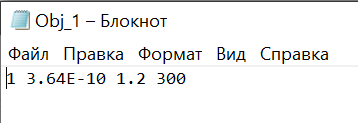 Obj_1 – Блокнот
Файл Правка Формат Вид Справка
1 3.64E-10 1.2 300